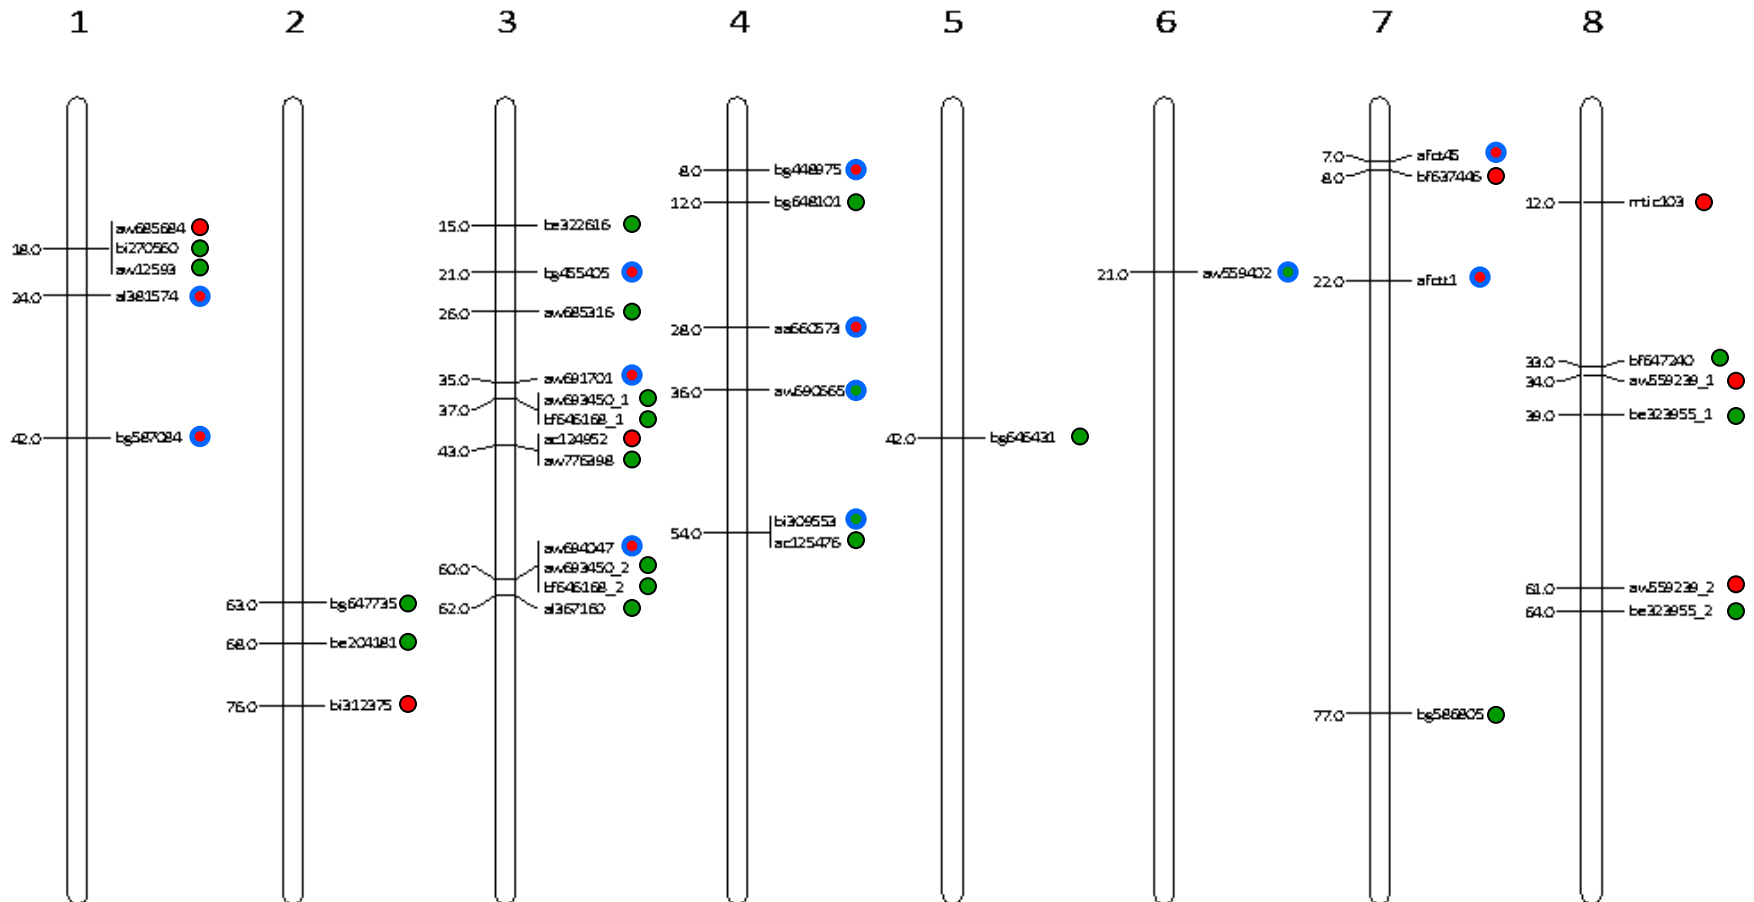 1 2 3 4 5 6 7 8
18.0 aw685684
bi270560
aw12593
24.0 al381574
42.0 bg587084
63.0 bg647735
68.0 be204181
76.0 bi312375
15.0 be322616
21.0 bg455405
26.0 aw685316
35.0 aw691701
37.0 aw693450_1
bf646168_1
43.0 ac124952
aw776398
60.0 aw694047
aw693450_2
bf646168_2
62.0 al367160
8.0 bg448975
12.0 bg648101
28.0 aa660573
36.0 aw690665
54.0 bi309553
ac125476
42.0 bg646431
21.0 aw559402
7.0 afct45
8.0 bf637446
22.0 afctt1
77.0 bg586805
12.0 mtic103
33.0 bf647240
34.0 aw559239_1
39.0 be323955_1
61.0 aw559239_2
64.0 be323955_2